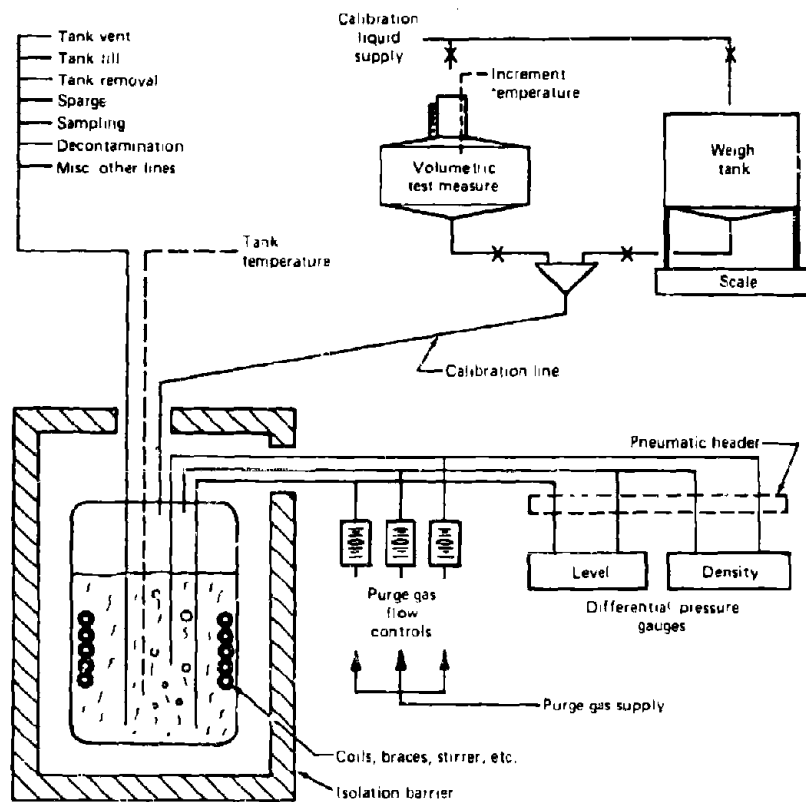 Tank vent
Tank fill
Tank removal
Sparge
Sampling
Decontamination
Misc. other lines
Calibration
liquid
supply
Increment
temperature
Volumetric
test measure
Weigh
tank
Scale
Tank
temperature
Calibration line
Pneumatic header
Purge gas
flow
controls
Level
Density
Differential pressure
gauges
Purge gas supply
Coils, braces, stirrer, etc.
Isolation barrier